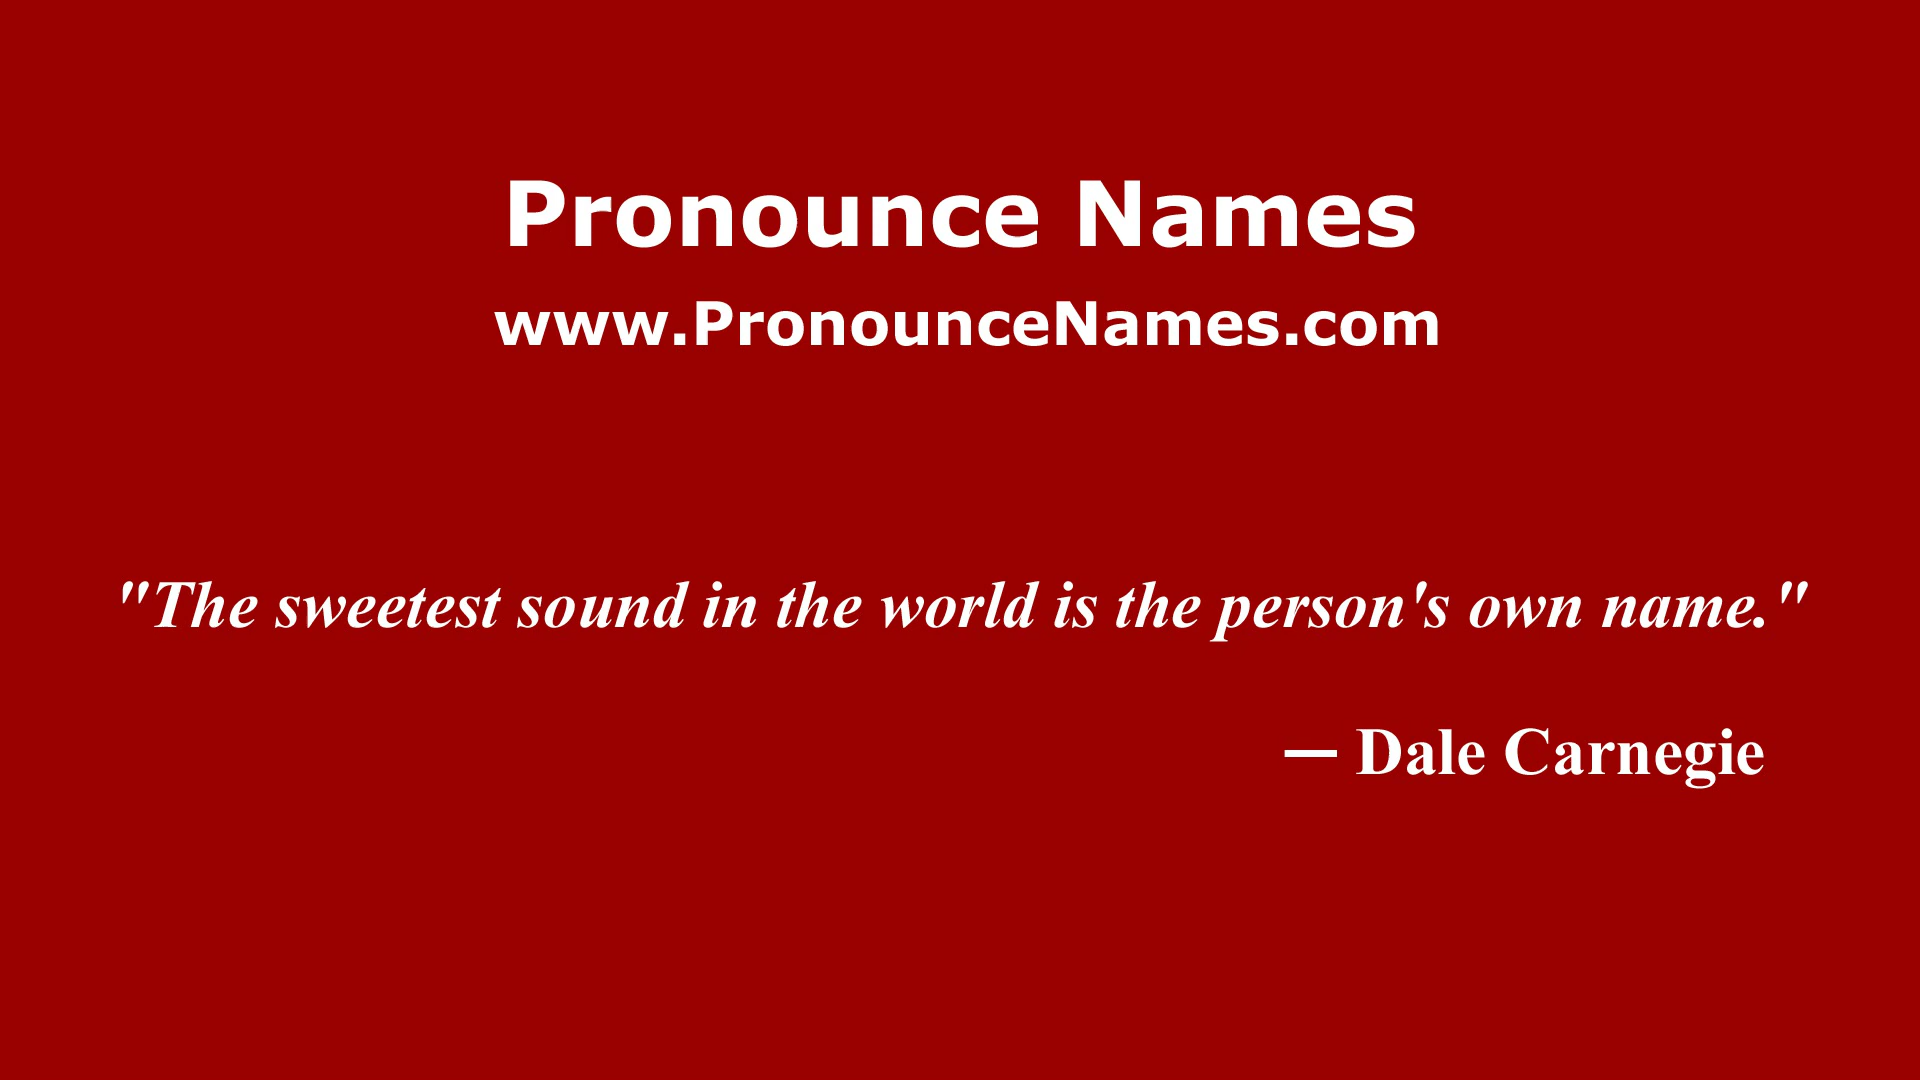 Pronounce Names
www.PronounceNames.com
"The sweetest sound in the world is the person's own name."
— Dale Carnegie